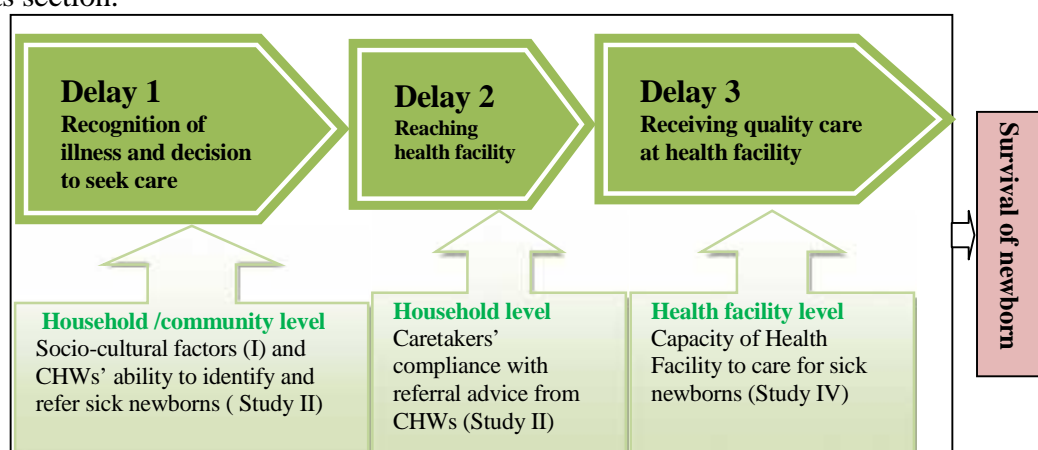 s section.
Delay 1
Recognition of
illness and decision
to seek care
Delay 2
Reaching
health facility
Delay 3
Receiving quality care
at health facility
Household /community level
Socio-cultural factors (I) and
CHWs’ ability to identify and
refer sick newborns ( Study II)
Household level
Caretakers’
compliance with
referral advice from
CHWs (Study II)
Health facility level
Capacity of Health
Facility to care for sick
newborns (Study IV)
Survival of newborn